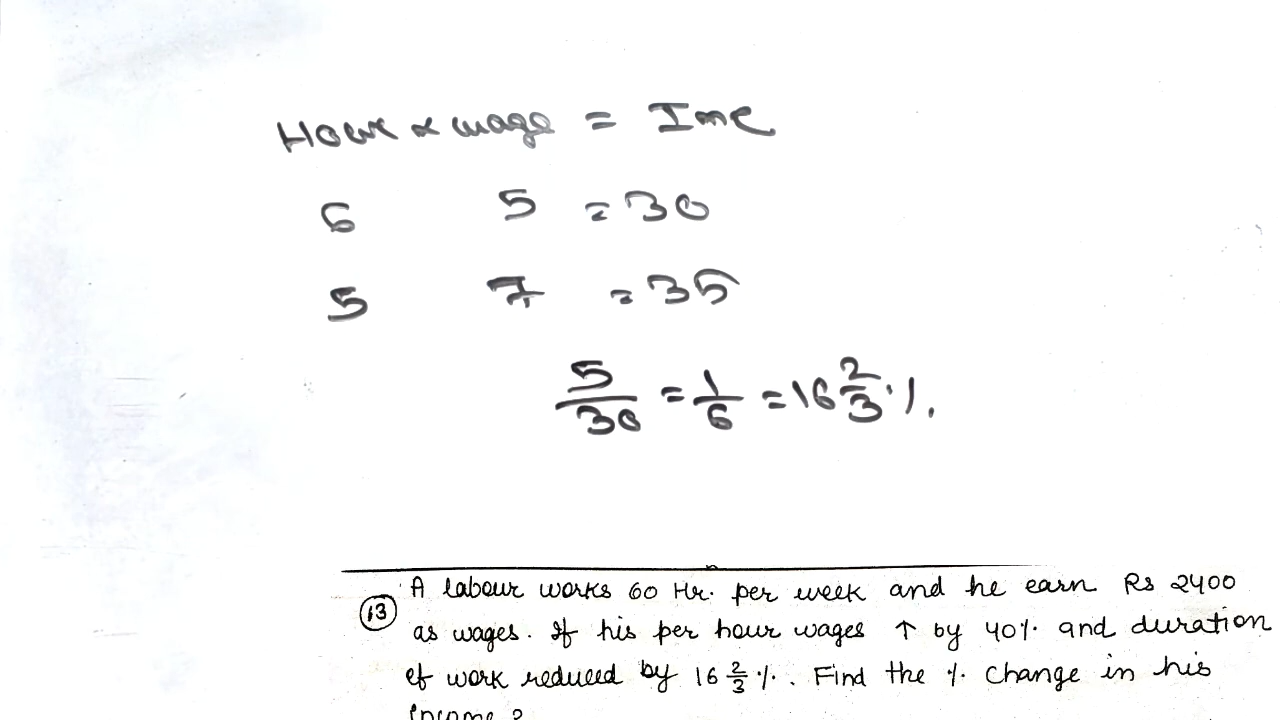 Hour × wage = Inc
6 5 = 30
5 7 = 35
5/30 = 1/6 = 16 2/3 %.
13 A labour works 60 Hr. per week and he earn Rs 2400
as wages. If his per hour wages ↑ by 40% and duration
of work reduced by 16 2/3 %. Find the % change in his
income ?